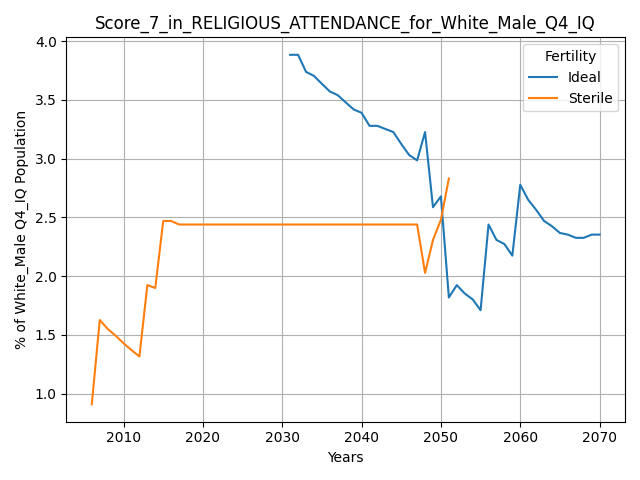 Score_7_in_RELIGIOUS_ATTENDANCE_for_White_Male_Q4_IQ
% of White_Male Q4_IQ Population
4.0
3.5
3.0
2.5
2.0
1.5
1.0
Fertility
Ideal
Sterile
2010 2020 2030 2040 2050 2060 2070
Years